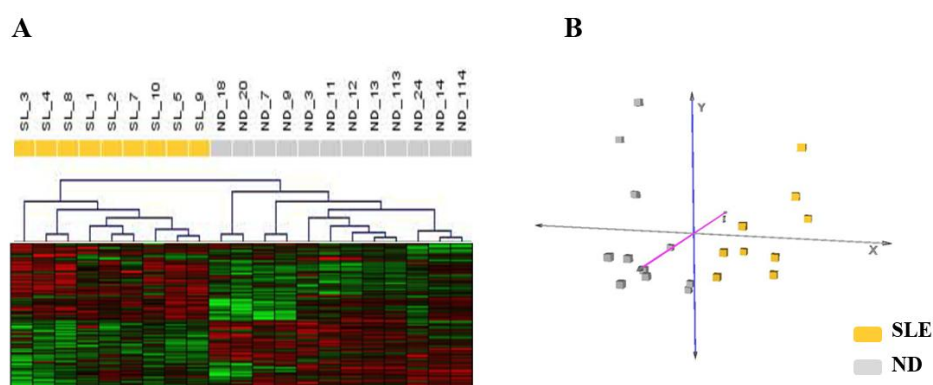 A
B
SL_3
SL_4
SL_8
SL_1
SL_2
SL_7
SL_10
SL_5
SL_9
ND_18
ND_20
ND_7
ND_9
ND_3
ND_11
ND_12
ND_13
ND_113
ND_24
ND_14
ND_114
Y
X
SLE
ND